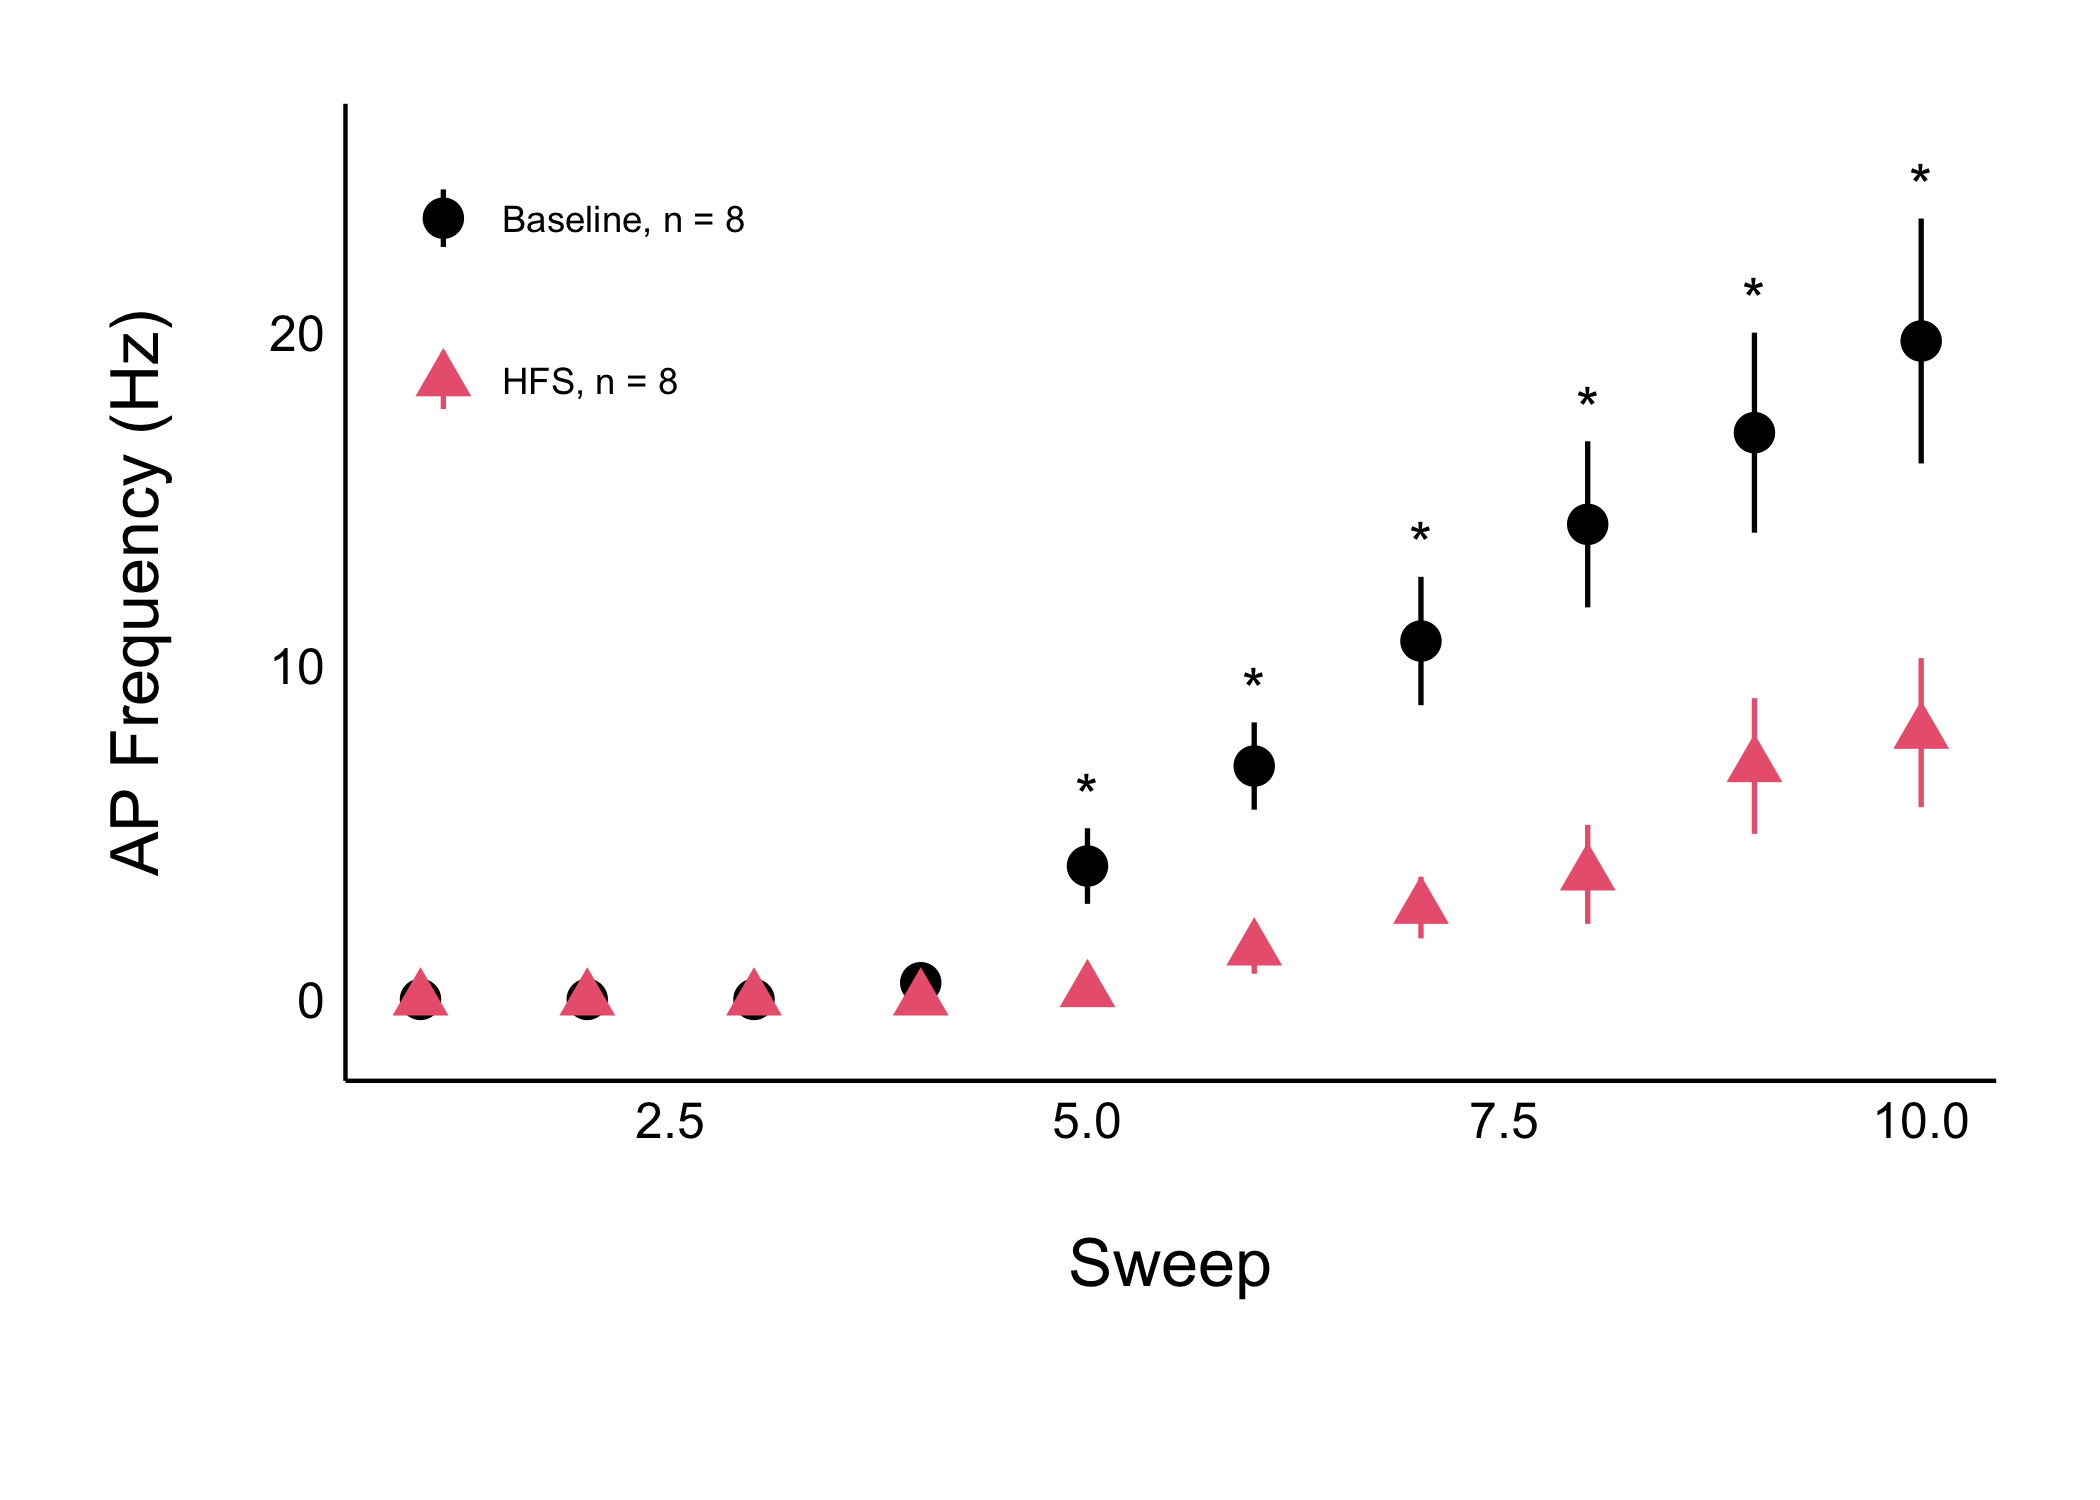 *
Baseline, n = 8
*
20
HFS, n = 8
*
*
10
*
*
0
2.5 5.0 7.5 10.0
Sweep
AP Frequency (Hz)